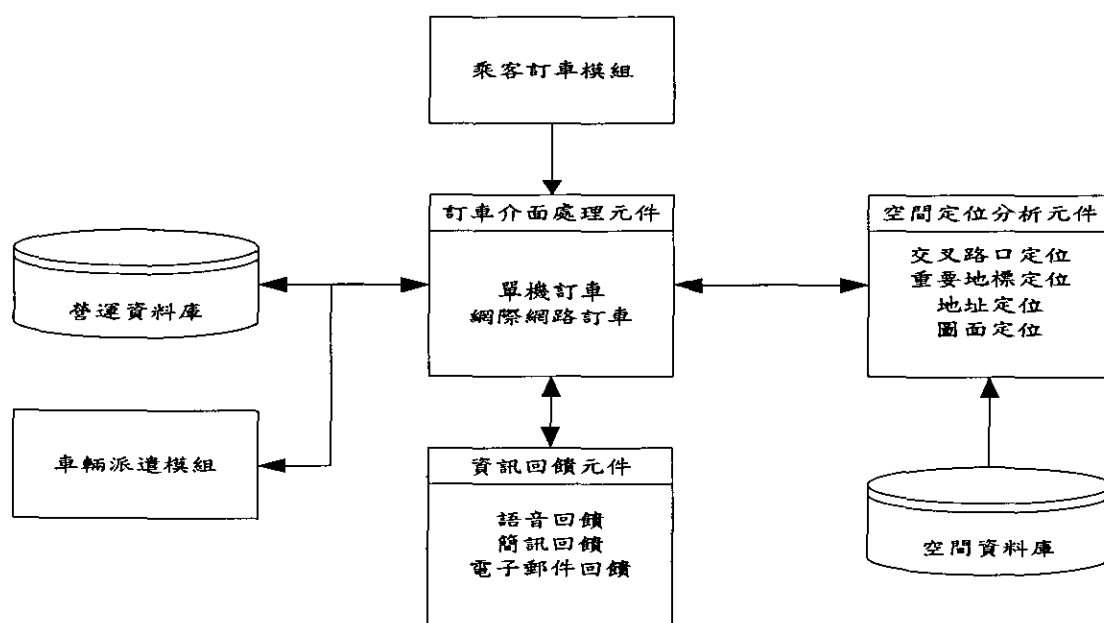 乘客訂車模組
訂車介面處理元件
單機訂車
網際網路訂車
空間定位分析元件
交叉路口定位
重要地標定位
地址定位
圖面定位
營運資料庫
車輛派遣模組
資訊回饋元件
語音回饋
簡訊回饋
電子郵件回饋
空間資料庫